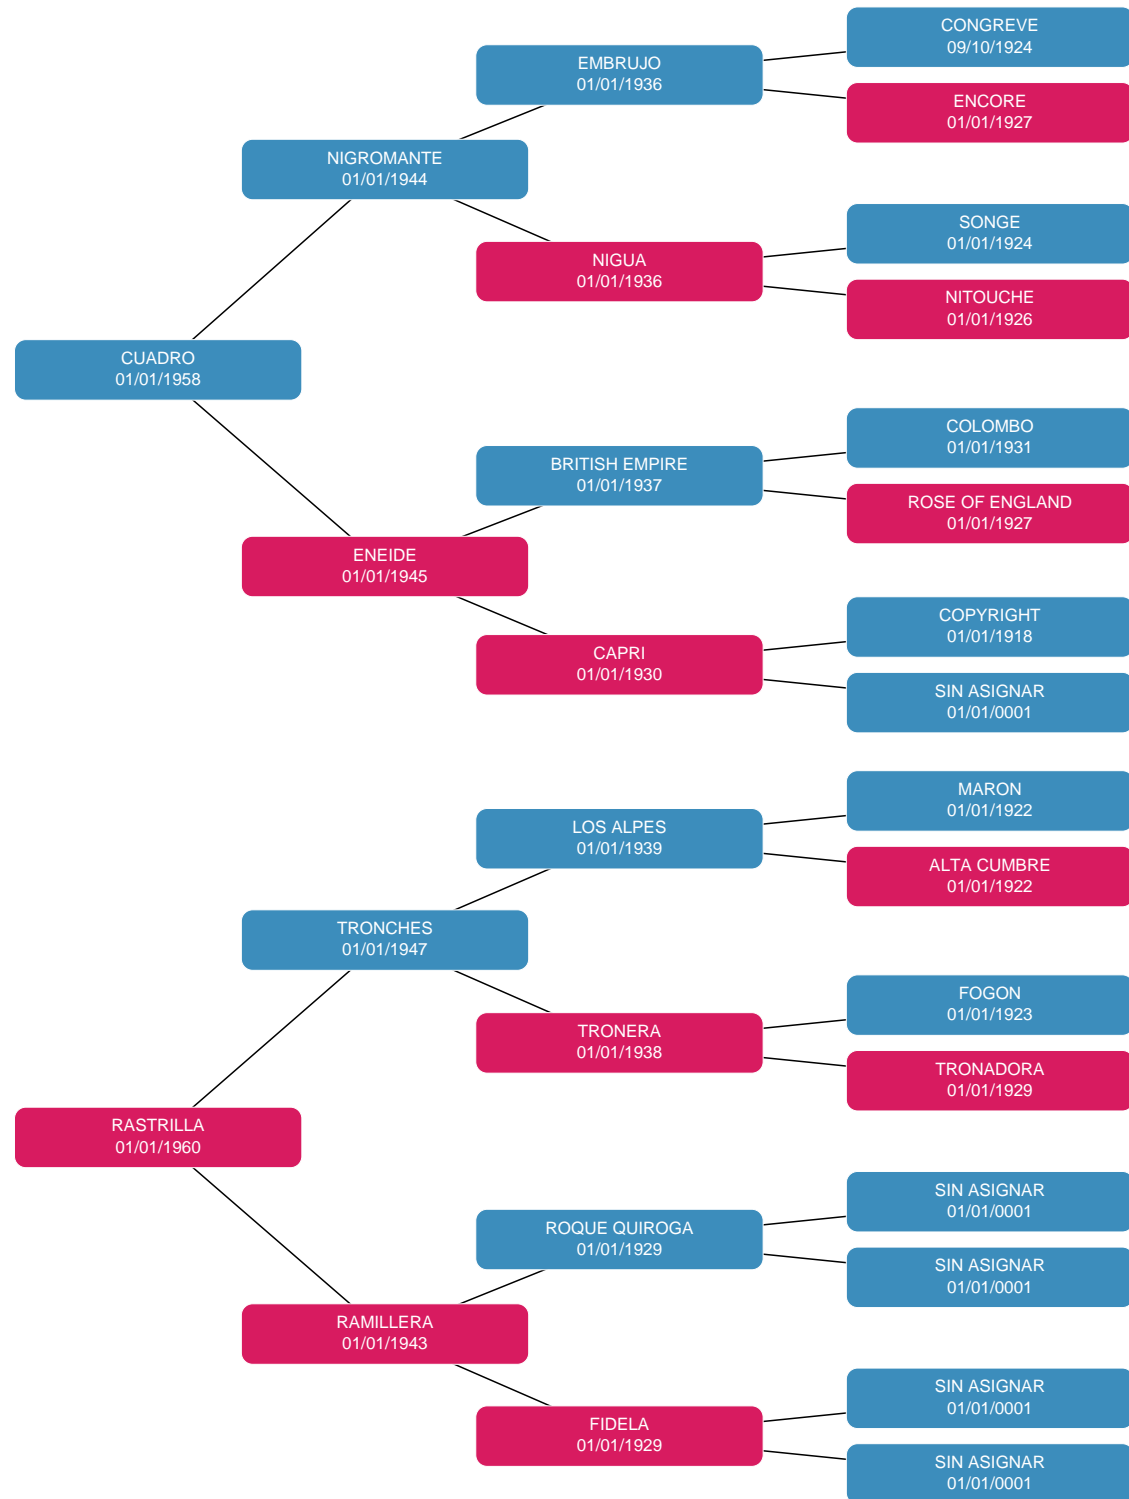 CONGREVE
09/10/1924
EMBRUJO
01/01/1936
ENCORE
01/01/1927
NIGROMANTE
01/01/1944
SONGE
01/01/1924
NIGUA
01/01/1936
NITOUCHE
01/01/1926
CUADRO
01/01/1958
COLOMBO
01/01/1931
BRITISH EMPIRE
01/01/1937
ROSE OF ENGLAND
01/01/1927
ENEIDE
01/01/1945
COPYRIGHT
01/01/1918
CAPRI
01/01/1930
SIN ASIGNAR
01/01/0001
MARON
01/01/1922
LOS ALPES
01/01/1939
ALTA CUMBRE
01/01/1922
TRONCHES
01/01/1947
FOGON
01/01/1923
TRONERA
01/01/1938
TRONADORA
01/01/1929
RASTRILLA
01/01/1960
SIN ASIGNAR
01/01/0001
ROQUE QUIROGA
01/01/1929
SIN ASIGNAR
01/01/0001
RAMILLERA
01/01/1943
SIN ASIGNAR
01/01/0001
FIDELA
01/01/1929
SIN ASIGNAR
01/01/0001